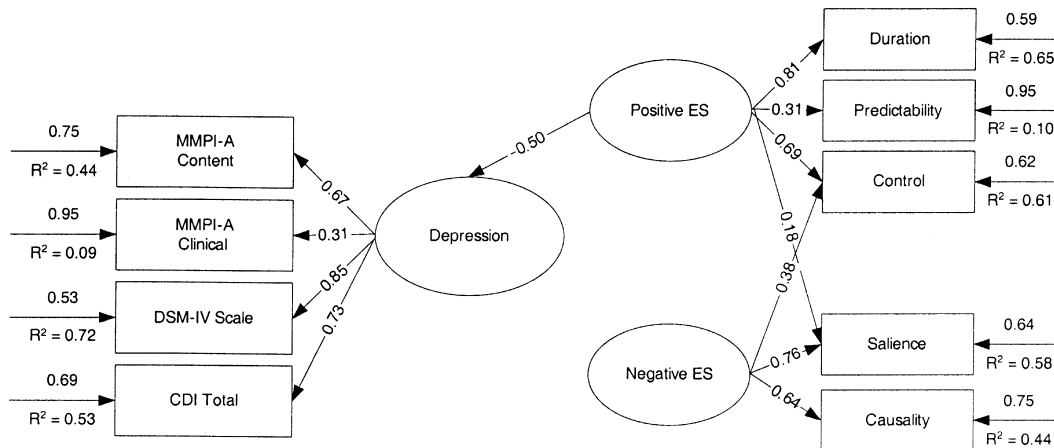 0.59
Duration
R² = 0.65
0.81
Positive ES
0.31
Predictability
0.95
R² = 0.10
0.75
MMPI-A
Content
R² = 0.44
-0.50
0.69
Control
0.62
R² = 0.61
0.67
0.95
MMPI-A
Clinical
R² = 0.09
0.31
Depression
0.18
0.38
0.85
0.53
DSM-IV Scale
R² = 0.72
0.73
0.64
Salience
R² = 0.58
0.76
Negative ES
0.69
CDI Total
R² = 0.53
0.64
0.75
Causality
R² = 0.44